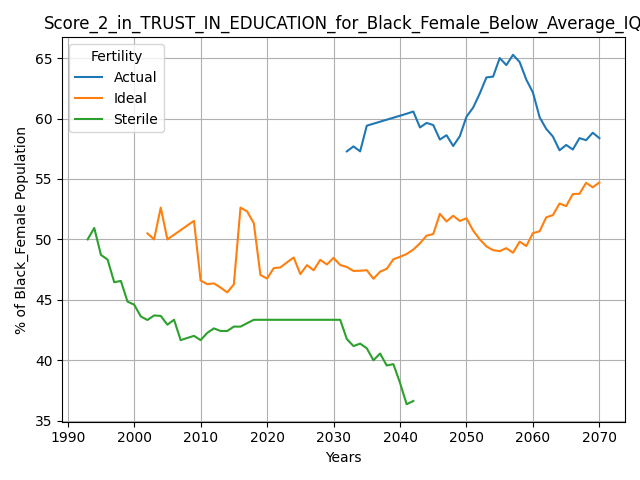 Score_2_in_TRUST_IN_EDUCATION_for_Black_Female_Below_Average_IQ
Fertility
Actual
Ideal
Sterile
% of Black_Female Population
65
60
55
50
45
40
35
1990 2000 2010 2020 2030 2040 2050 2060 2070
Years